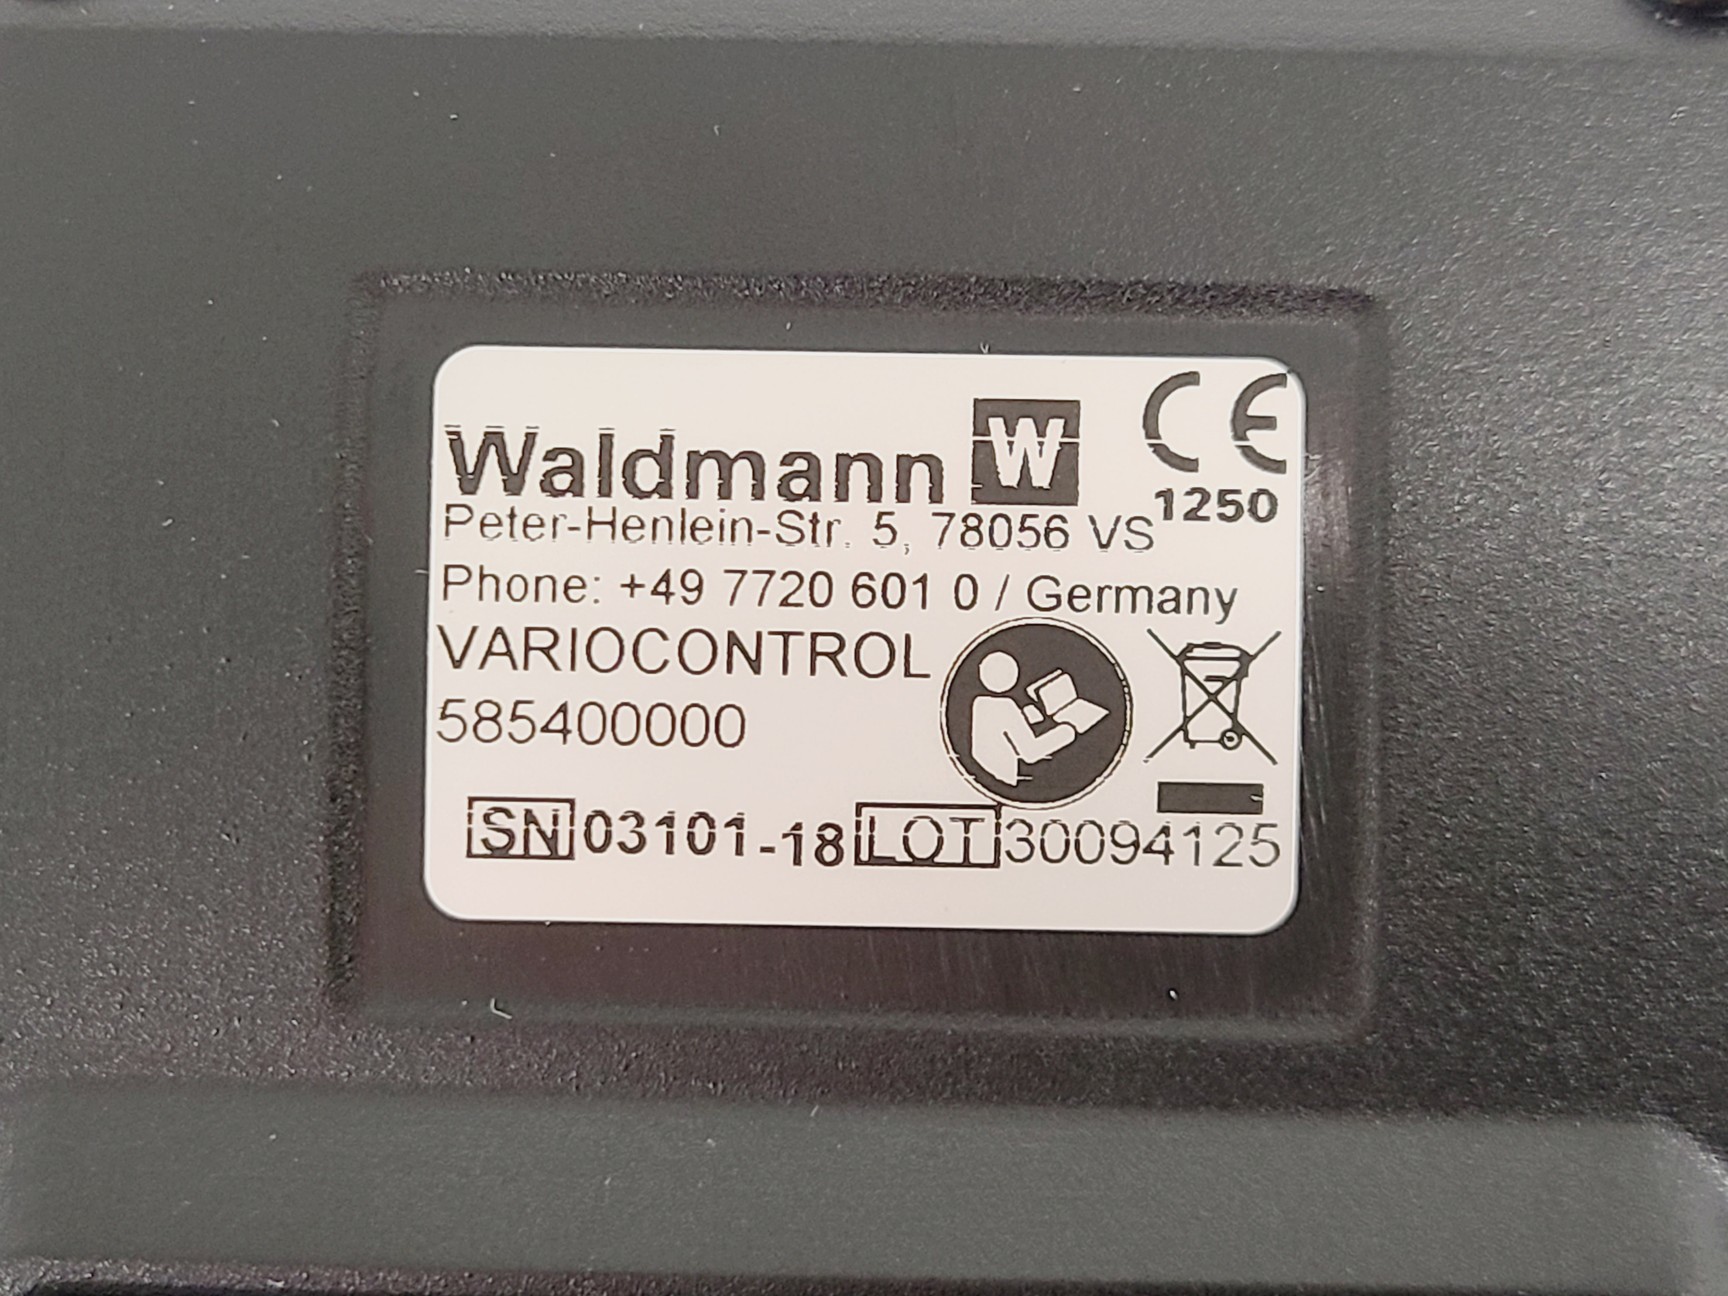 Waldmann W CE
1250
Peter-Henlein-Str. 5, 78056 VS
Phone: +49 7720 601 0 / Germany
VARIOCONTROL
585400000
SN 03101-18 LOT 30094125